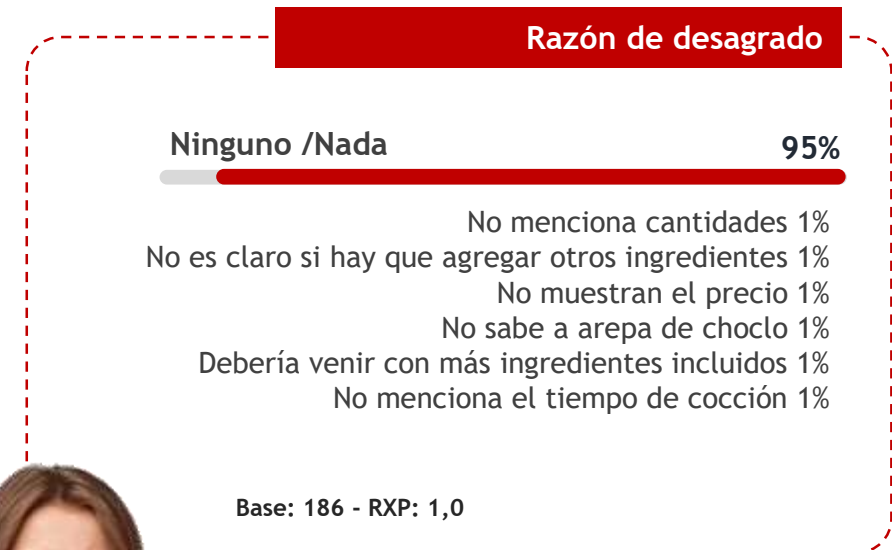 Razón de desagrado
Ninguno /Nada 95%
No menciona cantidades 1%
No es claro si hay que agregar otros ingredientes 1%
No muestran el precio 1%
No sabe a arepa de choclo 1%
Debería venir con más ingredientes incluidos 1%
No menciona el tiempo de cocción 1%
Base: 186 - RXP: 1,0